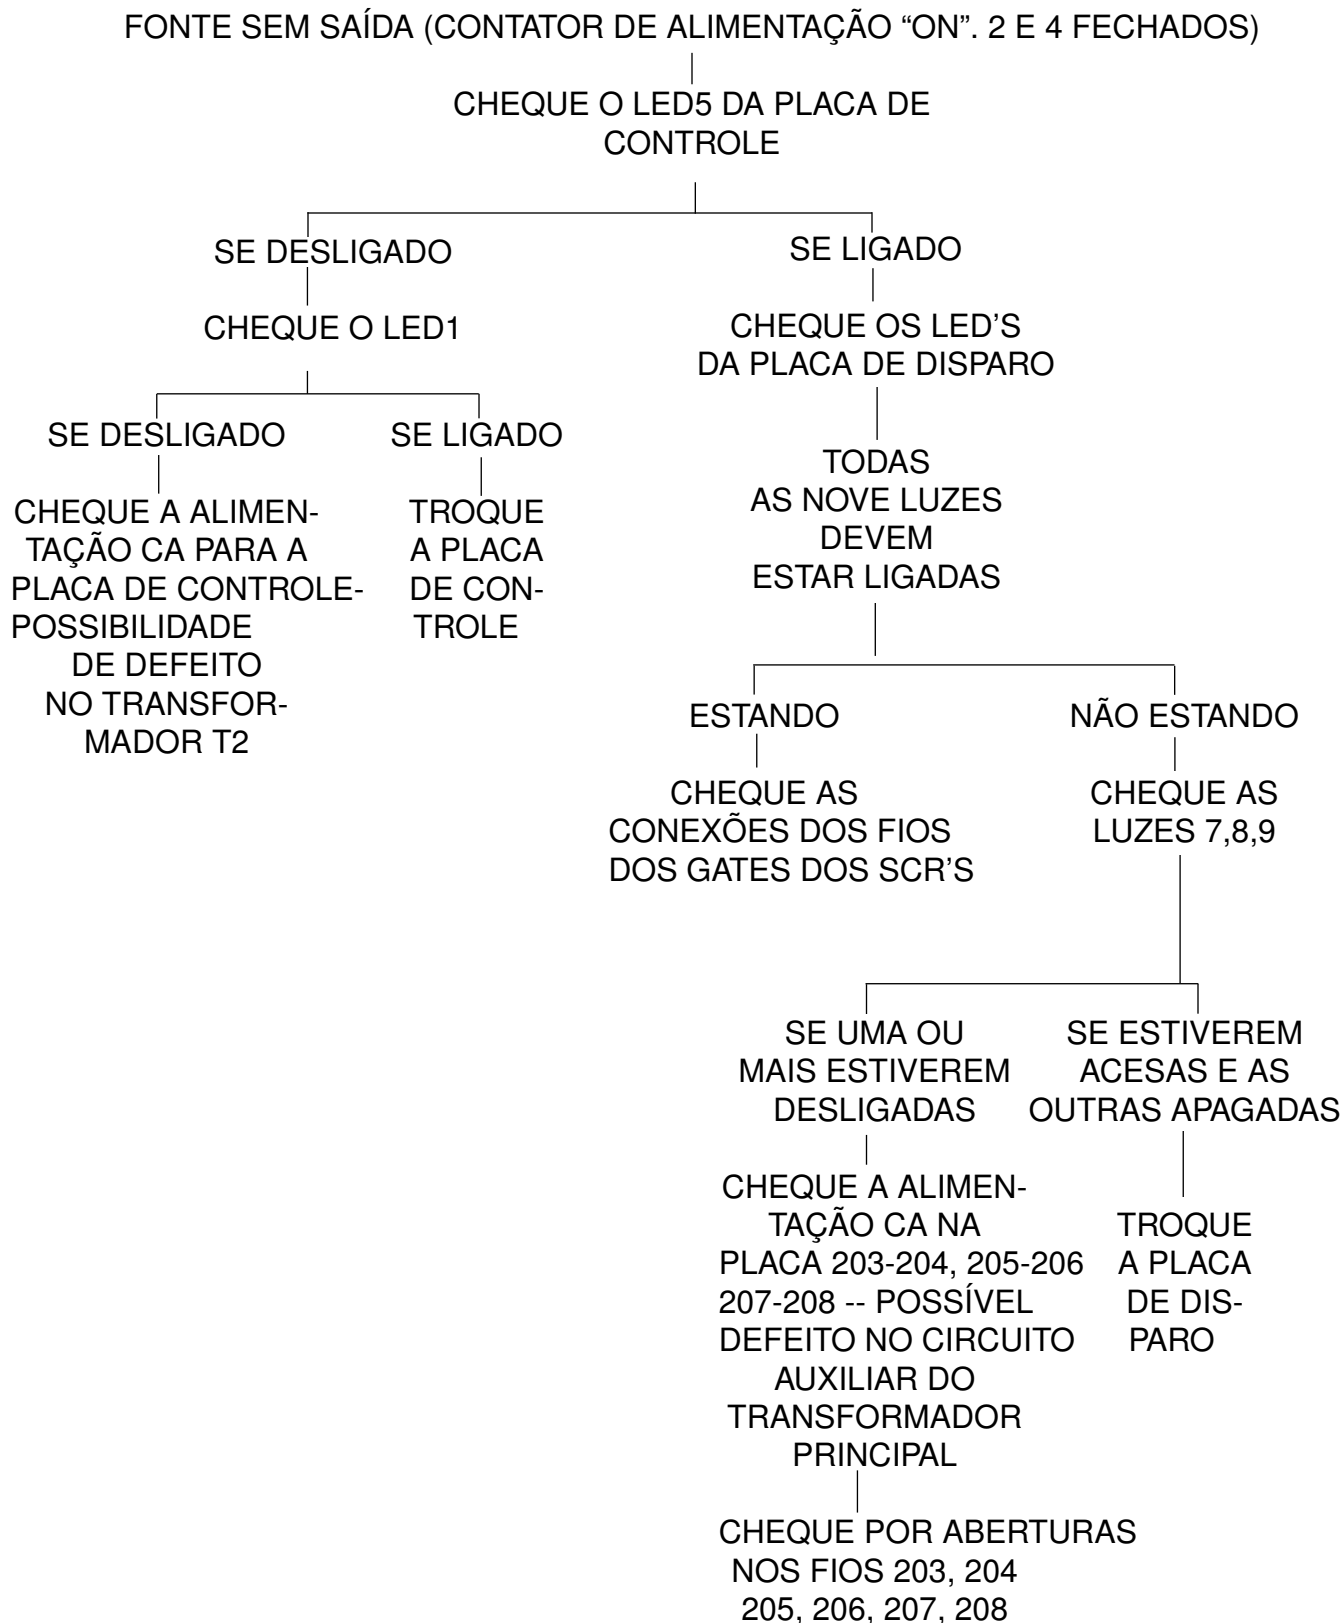 FONTE SEM SAÍDA (CONTATOR DE ALIMENTAÇÃO “ON”. 2 E 4 FECHADOS)
CHEQUE O LED5 DA PLACA DE
CONTROLE
SE DESLIGADO
CHEQUE O LED1
SE DESLIGADO
CHEQUE A ALIMEN-
TAÇÃO CA PARA A
PLACA DE CONTROLE-
POSSIBILIDADE
DE DEFEITO
NO TRANSFOR-
MADOR T2
SE LIGADO
TROQUE
A PLACA
DE CON-
TROLE
SE LIGADO
CHEQUE OS LED’S
DA PLACA DE DISPARO
TODAS
AS NOVE LUZES
DEVEM
ESTAR LIGADAS
ESTANDO
CHEQUE AS
CONEXÕES DOS FIOS
DOS GATES DOS SCR’S
NÃO ESTANDO
CHEQUE AS
LUZES 7,8,9
SE UMA OU
MAIS ESTIVEREM
DESLIGADAS
CHEQUE A ALIMEN-
TAÇÃO CA NA
PLACA 203-204, 205-206
207-208 -- POSSÍVEL
DEFEITO NO CIRCUITO
AUXILIAR DO
TRANSFORMADOR
PRINCIPAL
CHEQUE POR ABERTURAS
NOS FIOS 203, 204
205, 206, 207, 208
SE ESTIVEREM
ACESAS E AS
OUTRAS APAGADAS
TROQUE
A PLACA
DE DIS-
PARO